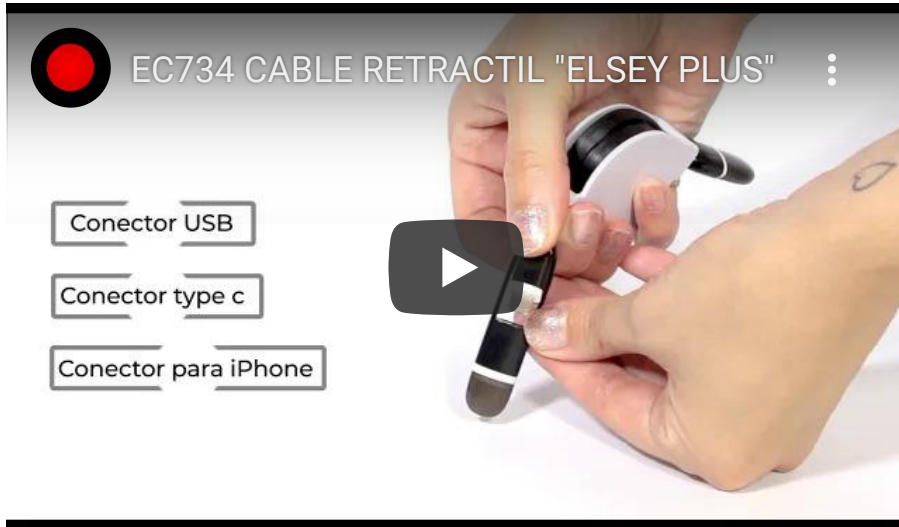 EC734 CABLE RETRACTIL "ELSEY PLUS"
Conector USB
Conector type c
Conector para iPhone